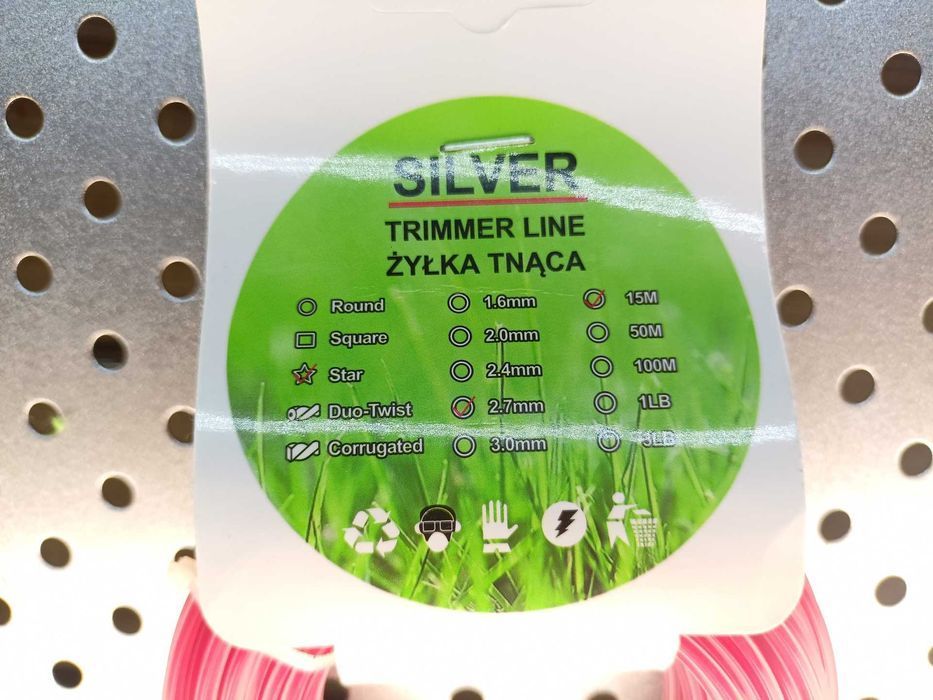 SILVER
TRIMMER LINE
ŻYŁKA TNĄCA
Round 1.6mm 15M
Square 2.0mm 50M
Star 2.4mm 100M
Duo-Twist 2.7mm 1LB
Corrugated 3.0mm 3LB